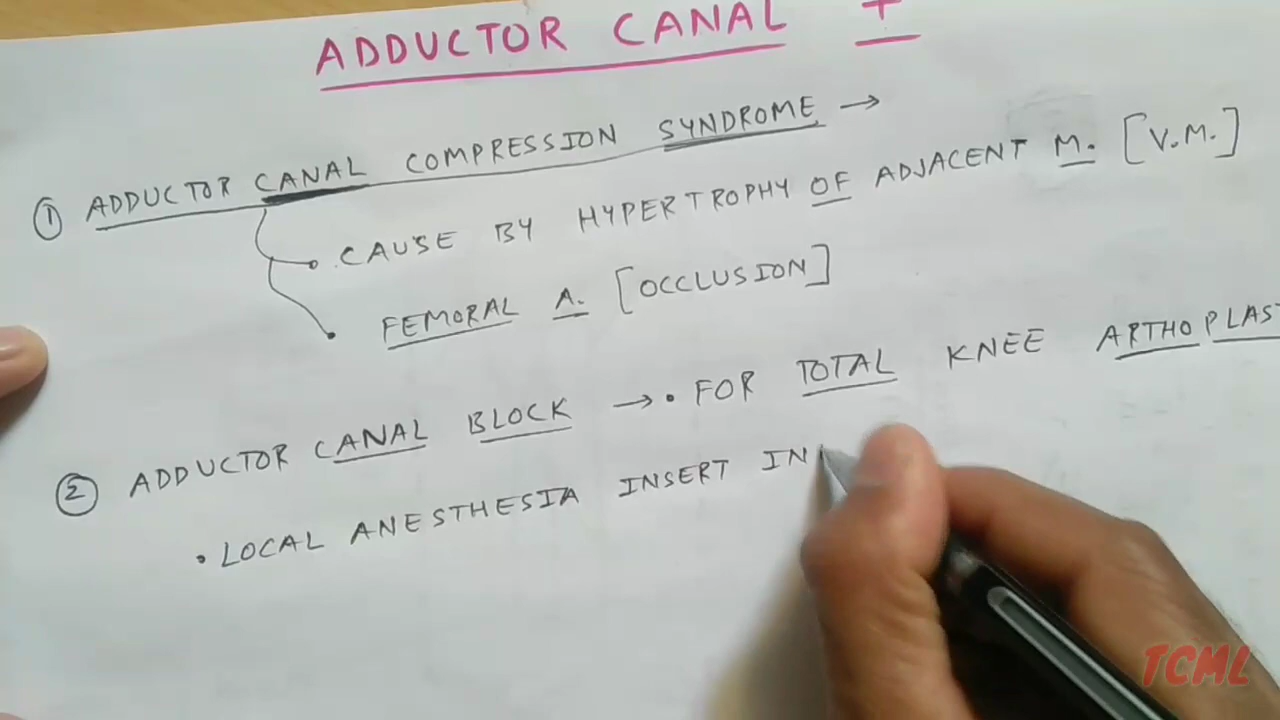 ADDUCTOR CANAL +
① ADDUCTOR CANAL COMPRESSION SYNDROME →
• CAUSE BY HYPERTROPHY OF ADJACENT M. [V.M.]
• FEMORAL A. [OCCLUSION]
② ADDUCTOR CANAL BLOCK → • FOR TOTAL KNEE ARTHOPLAST
• LOCAL ANESTHESIA INSERT IN
TCML